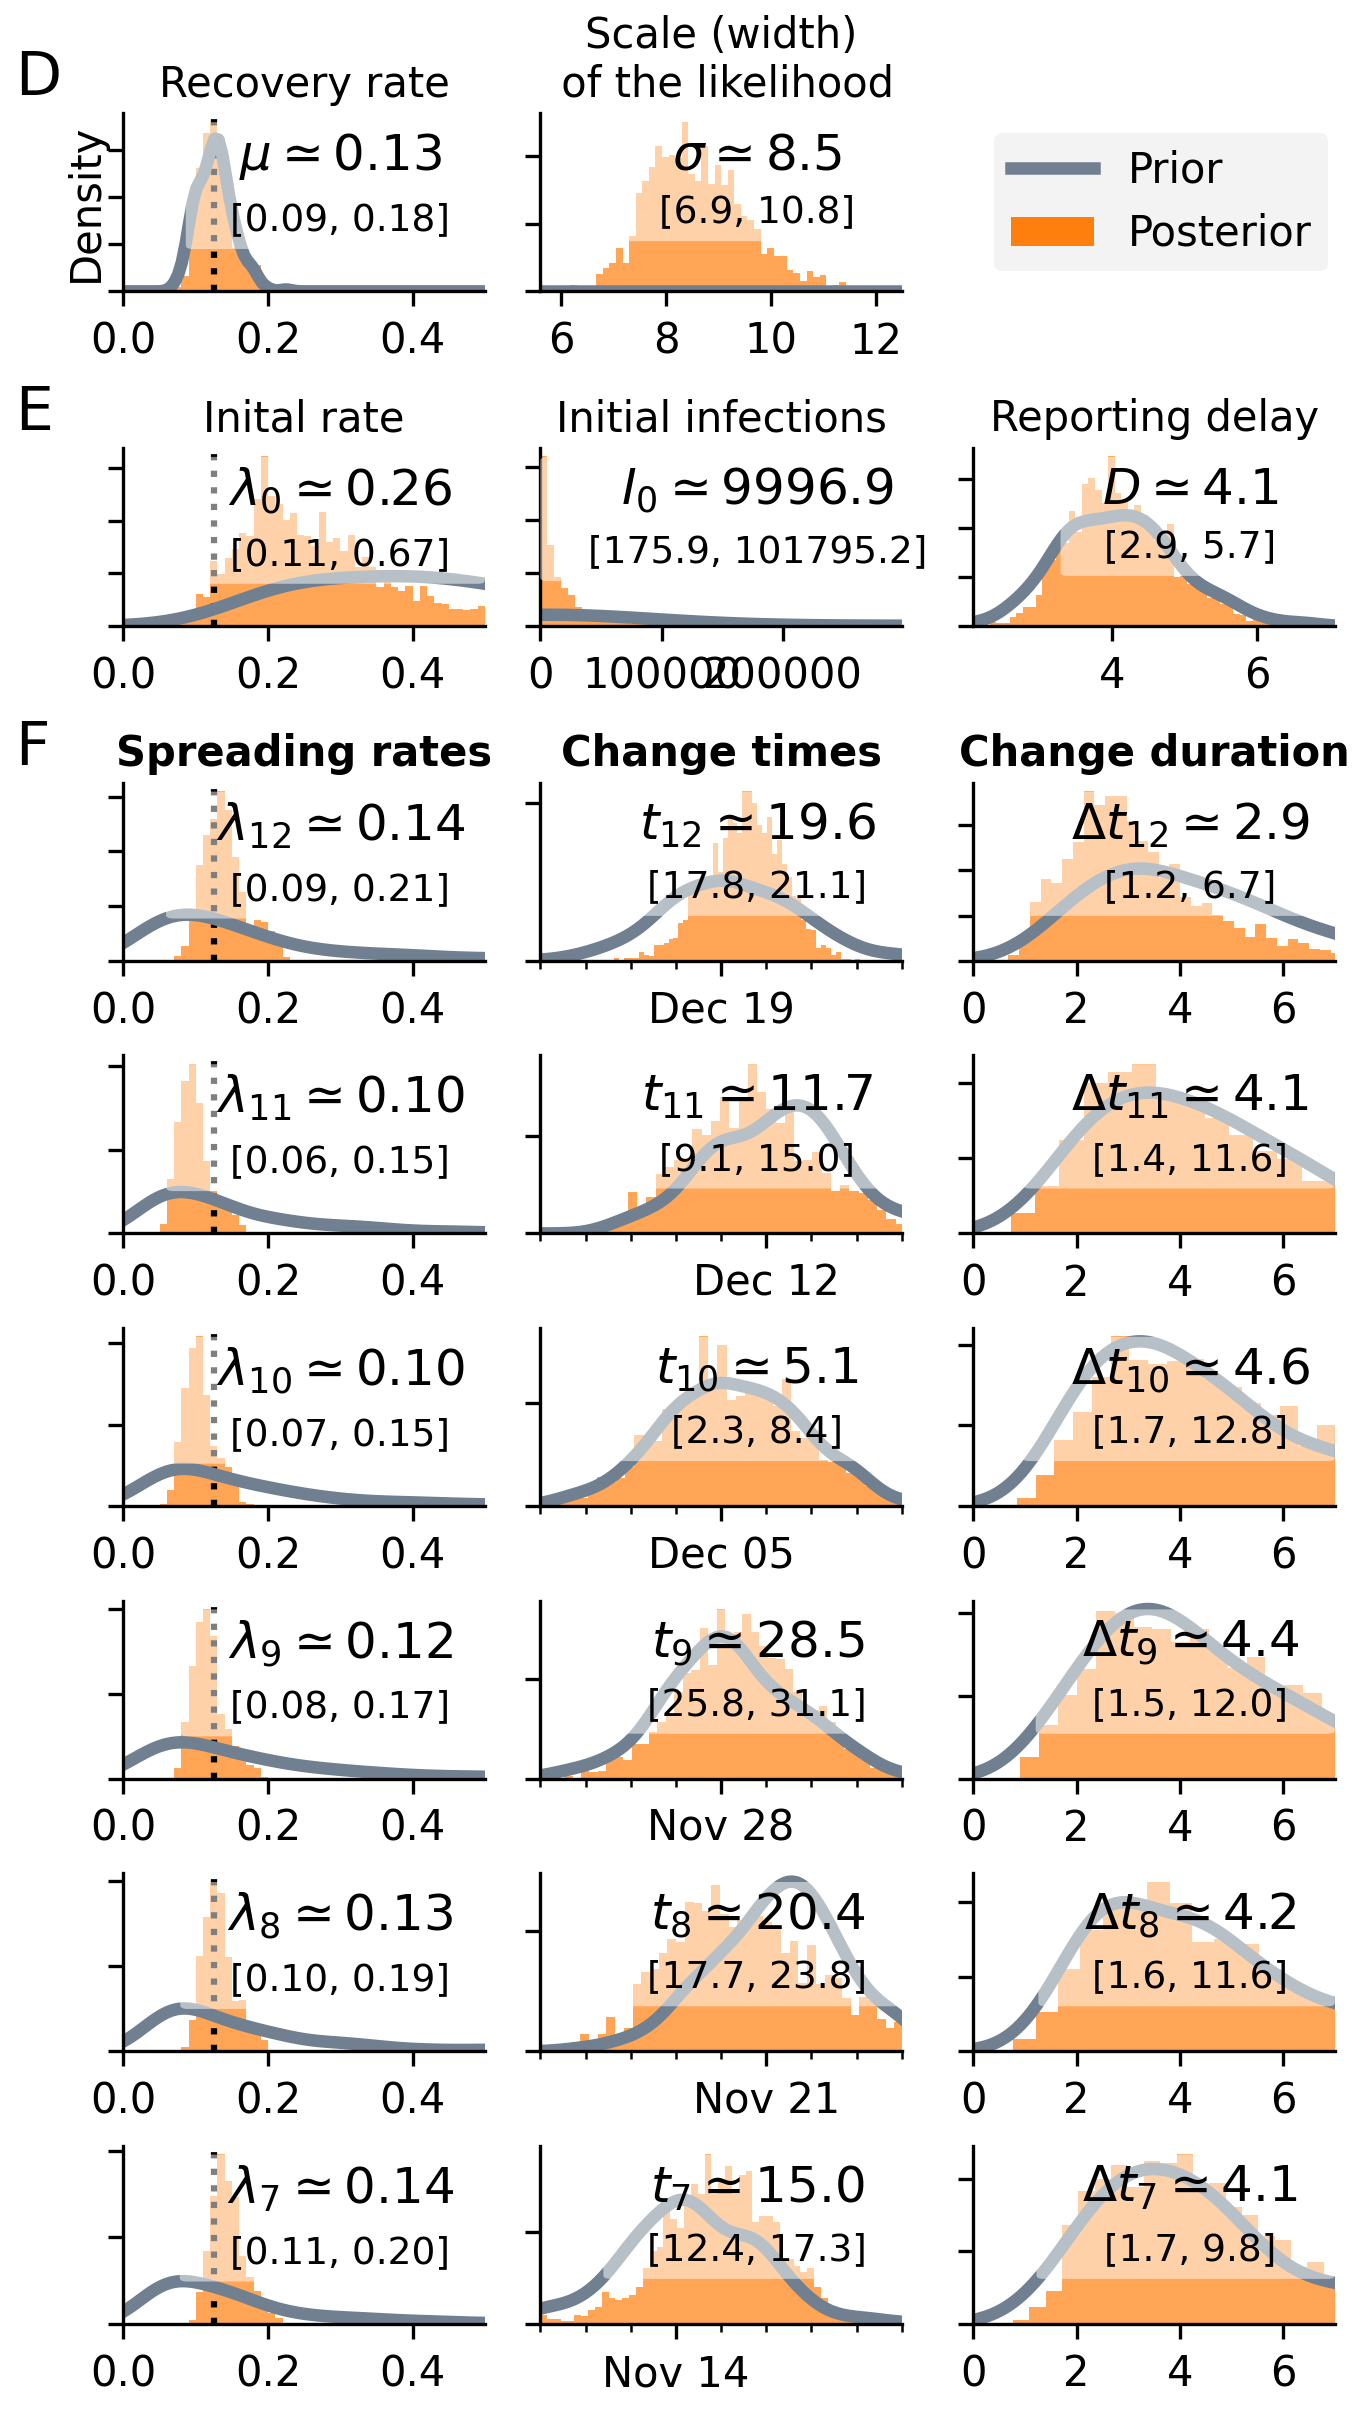 D
Recovery rate
Scale (width)
of the likelihood
Density
μ ≃ 0.13
[0.09, 0.18]
σ ≃ 8.5
[6.9, 10.8]
Prior
Posterior
0.0 0.2 0.4
6 8 10 12
E
Inital rate
Initial infections
Reporting delay
λ0 ≃ 0.26
[0.11, 0.67]
I0 ≃ 9996.9
[175.9, 101795.2]
D ≃ 4.1
[2.9, 5.7]
0.0 0.2 0.4
0 100000 200000
4 6
F
Spreading rates
Change times
Change duration
λ12 ≃ 0.14
[0.09, 0.21]
t12 ≃ 19.6
[17.8, 21.1]
Δt12 ≃ 2.9
[1.2, 6.7]
0.0 0.2 0.4
Dec 19
0 2 4 6
λ11 ≃ 0.10
[0.06, 0.15]
t11 ≃ 11.7
[9.1, 15.0]
Δt11 ≃ 4.1
[1.4, 11.6]
0.0 0.2 0.4
Dec 12
0 2 4 6
λ10 ≃ 0.10
[0.07, 0.15]
t10 ≃ 5.1
[2.3, 8.4]
Δt10 ≃ 4.6
[1.7, 12.8]
0.0 0.2 0.4
Dec 05
0 2 4 6
λ9 ≃ 0.12
[0.08, 0.17]
t9 ≃ 28.5
[25.8, 31.1]
Δt9 ≃ 4.4
[1.5, 12.0]
0.0 0.2 0.4
Nov 28
0 2 4 6
λ8 ≃ 0.13
[0.10, 0.19]
t8 ≃ 20.4
[17.7, 23.8]
Δt8 ≃ 4.2
[1.6, 11.6]
0.0 0.2 0.4
Nov 21
0 2 4 6
λ7 ≃ 0.14
[0.11, 0.20]
t7 ≃ 15.0
[12.4, 17.3]
Δt7 ≃ 4.1
[1.7, 9.8]
0.0 0.2 0.4
Nov 14
0 2 4 6